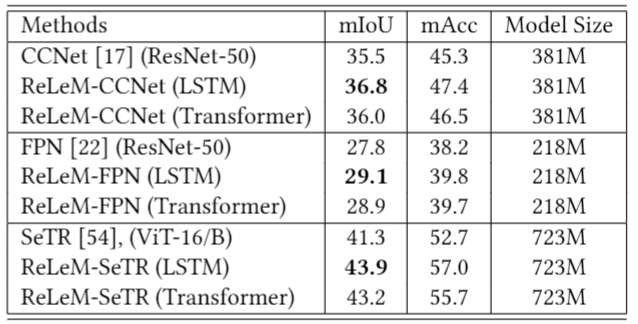 Methods mIoU mAcc Model Size
CCNet [17] (ResNet-50) 35.5 45.3 381M
ReLeM-CCNet (LSTM) 36.8 47.4 381M
ReLeM-CCNet (Transformer) 36.0 46.5 381M
FPN [22] (ResNet-50) 27.8 38.2 218M
ReLeM-FPN (LSTM) 29.1 39.8 218M
ReLeM-FPN (Transformer) 28.9 39.7 218M
SeTR [54], (ViT-16/B) 41.3 52.7 723M
ReLeM-SeTR (LSTM) 43.9 57.0 723M
ReLeM-SeTR (Transformer) 43.2 55.7 723M